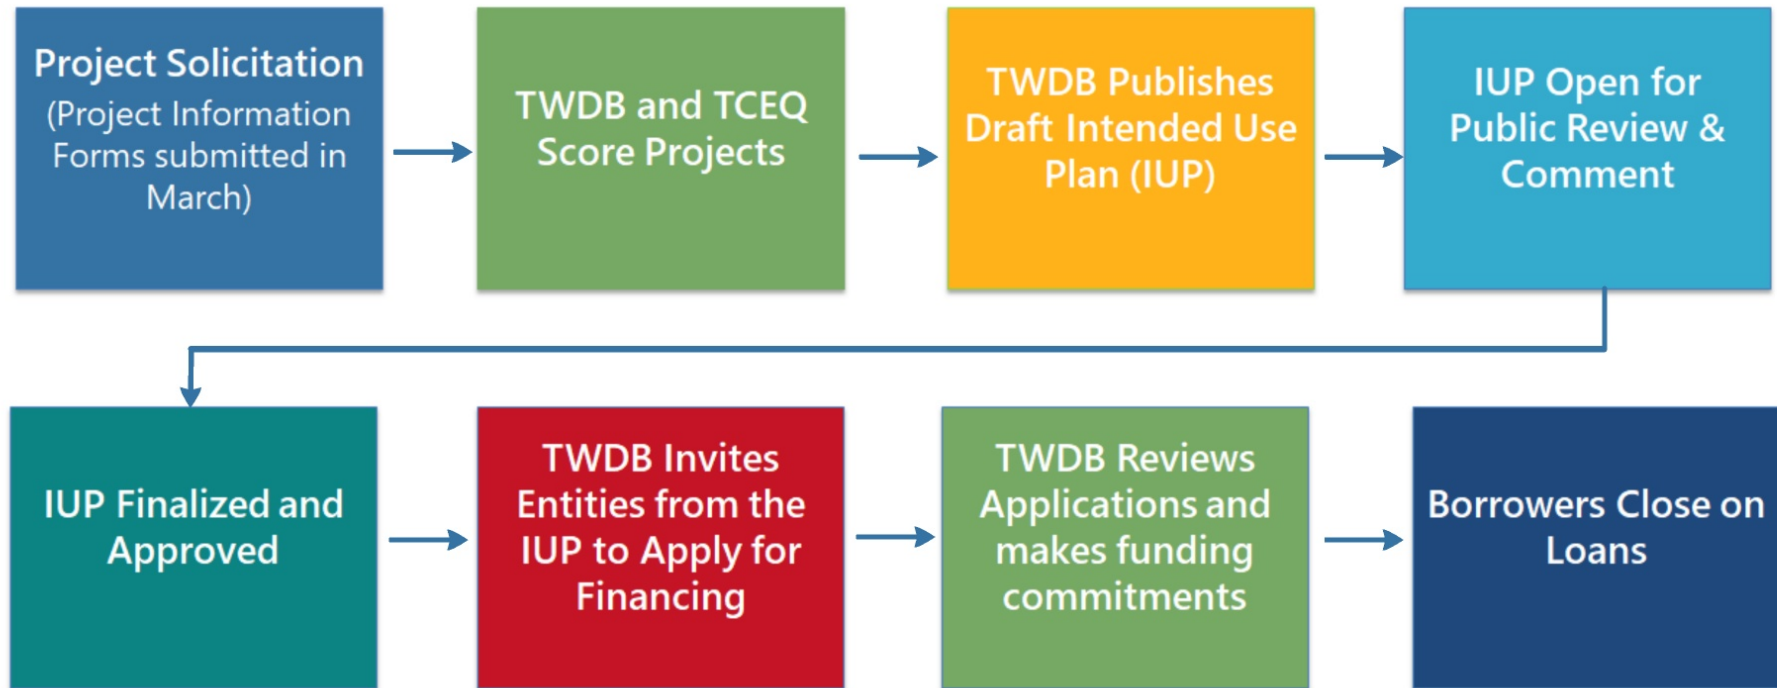 Project Solicitation
(Project Information
Forms submitted in
March)
TWDB and TCEQ
Score Projects
TWDB Publishes
Draft Intended Use
Plan (IUP)
IUP Open for
Public Review &
Comment
IUP Finalized and
Approved
TWDB Invites
Entities from the
IUP to Apply for
Financing
TWDB Reviews
Applications and
makes funding
commitments
Borrowers Close on
Loans